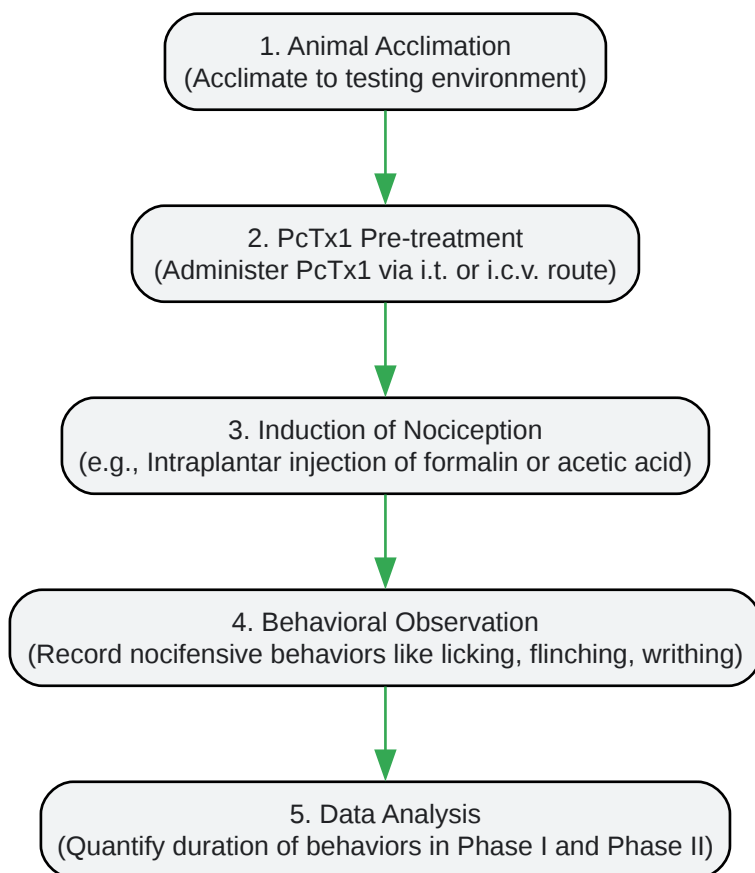 1. Animal Acclimation
(Acclimate to testing environment)
2. PcTx1 Pre-treatment
(Administer PcTx1 via i.t. or i.c.v. route)
3. Induction of Nociception
(e.g., Intraplantar injection of formalin or acetic acid)
4. Behavioral Observation
(Record nocifensive behaviors like licking, flinching, writhing)
5. Data Analysis
(Quantify duration of behaviors in Phase I and Phase II)